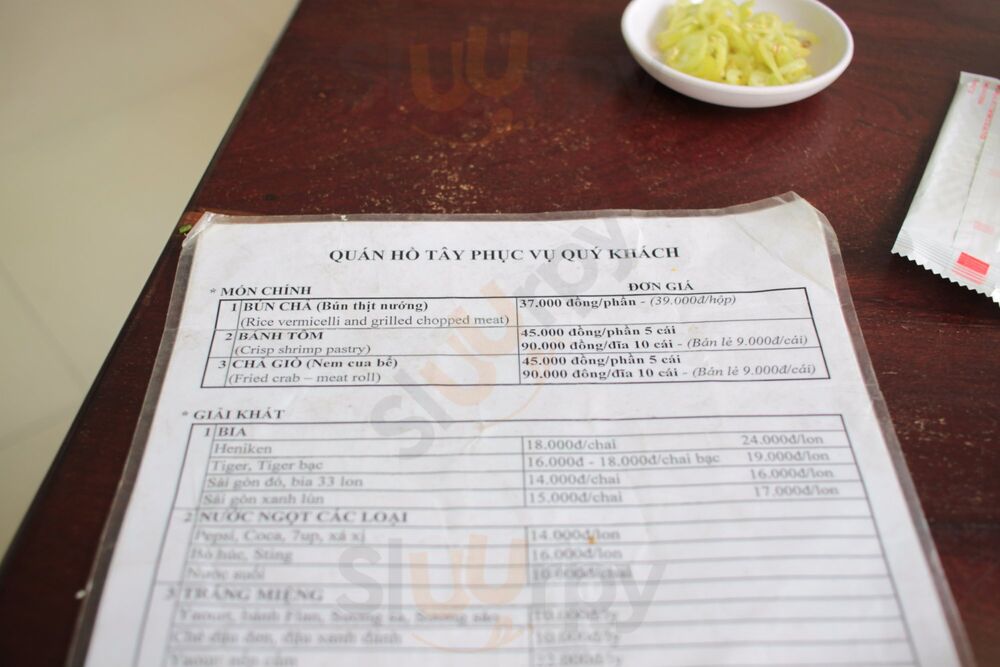 QUÁN HỒ TÂY PHỤC VỤ QUÝ KHÁCH
* MÓN CHÍNH ĐƠN GIÁ
1 BÚN CHẢ (Bún thịt nướng) 37.000 đồng/phần - (39.000đ/hộp)
(Rice vermicelli and grilled chopped meat)
2 BÁNH TÔM 45.000 đồng/phần 5 cái
(Crisp shrimp pastry) 90.000 đồng/đĩa 10 cái - (Bán lẻ 9.000đ/cái)
3 CHẢ GIÒ (Nem cua bể) 45.000 đồng/phần 5 cái
(Fried crab – meat roll) 90.000 đồng/đĩa 10 cái - (Bán lẻ 9.000đ/cái)
* GIẢI KHÁT
1 BIA
Heniken 18.000đ/chai 24.000đ/lon
Tiger, Tiger bạc 16.000đ - 18.000đ/chai bạc 19.000đ/lon
Sài gòn đỏ, bia 33 lon 14.000đ/chai 16.000đ/lon
Sài gòn xanh lùn 15.000đ/chai 17.000đ/lon
2 NƯỚC NGỌT CÁC LOẠI
Pepsi, Coca, 7up, xá xị 14.000đ/lon
Bò húc, Sting 16.000đ/lon
Nước suối 10.000đ/chai
3 TRÁNG MIỆNG
sluurpy
sluurpy
sluurpy